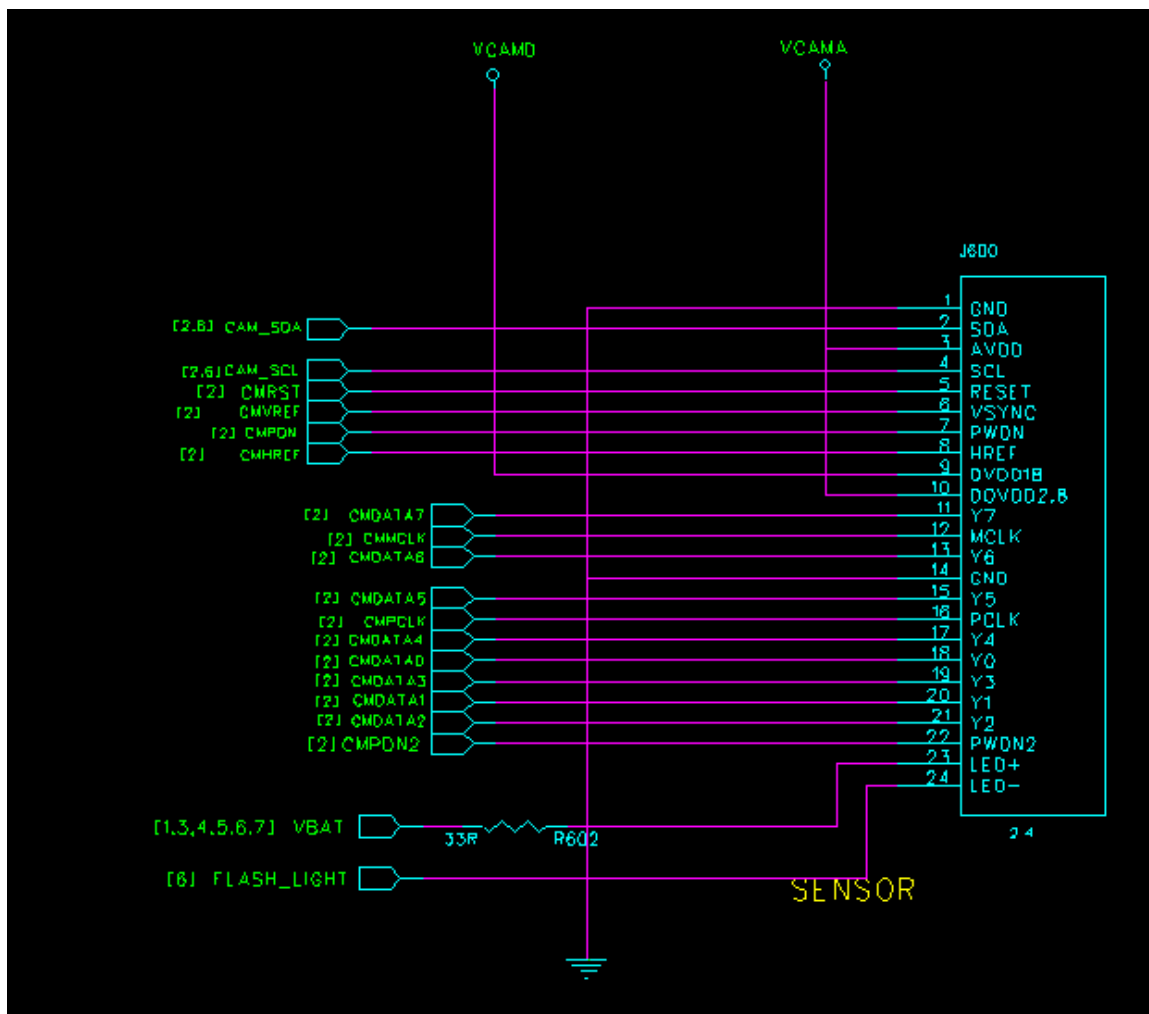 VCAMD
VCAMA
J600
1 GND
[2,6] CAM_SDA 2 SDA
3 AVDD
[2,6] CAM_SCL 4 SCL
[2] CMRST 5 RESET
[2] CMVREF 6 VSYNC
[2] CMPDN 7 PWDN
[2] CMHREF 8 HREF
9 DVDD18
10 DOVDD2.8
[2] CMDATA7 11 Y7
[2] CMMCLK 12 MCLK
[2] CMDATA6 13 Y6
14 GND
[2] CMDATA5 15 Y5
[2] CMPCLK 16 PCLK
[2] CMDATA4 17 Y4
[2] CMDATA0 18 Y0
[2] CMDATA3 19 Y3
[2] CMDATA1 20 Y1
[2] CMDATA2 21 Y2
[2] CMPDN2 22 PWDN2
23 LED+
24 LED-
[1,3,4,5,6,7] VBAT
33R R602
24
[6] FLASH_LIGHT
SENSOR